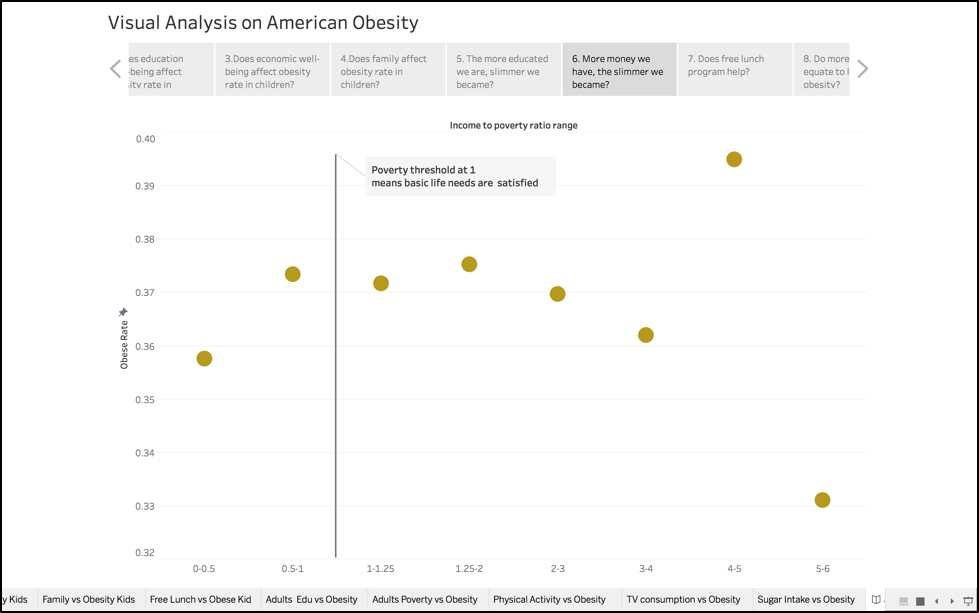 Visual Analysis on American Obesity
es education
being affect
ity rate in
3.Does economic well-
being affect obesity
rate in children?
4.Does family affect
obesity rate in
children?
5. The more educated
we are, slimmer we
became?
6. More money we
have, the slimmer we
became?
7. Does free lunch
program help?
8. Do more
equate to
obesity?
Income to poverty ratio range
Poverty threshold at 1
means basic life needs are satisfied
Obese Rate
0.40
0.39
0.38
0.37
0.36
0.35
0.34
0.33
0.32
0-0.5 0.5-1 1-1.25 1.25-2 2-3 3-4 4-5 5-6
y Kids Family vs Obesity Kids Free Lunch vs Obese Kid Adults Edu vs Obesity Adults Poverty vs Obesity Physical Activity vs Obesity TV consumption vs Obesity Sugar Intake vs Obesity